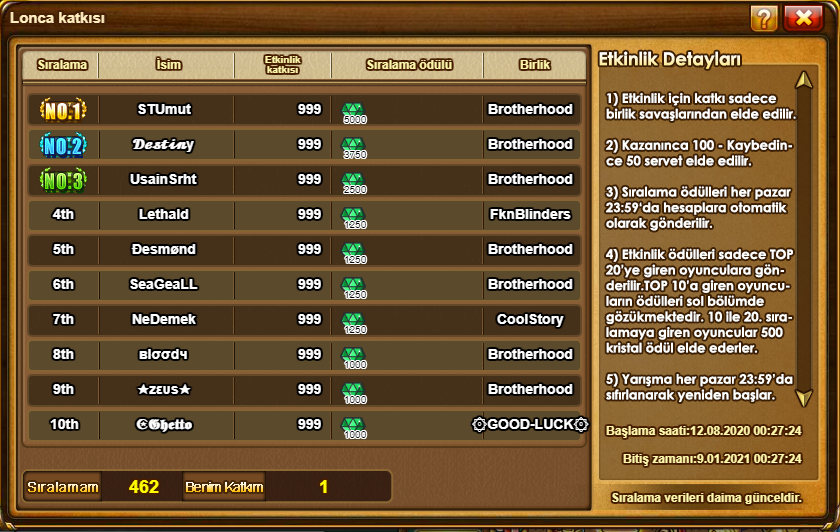 Lonca katkısı
?
Sıralama İsim Etkinlik katkısı Sıralama ödülü Birlik
NO.1 STUmut 999 5000 Brotherhood
NO.2 𝓓𝓮𝓼𝓽𝓲𝓷𝔂 999 3750 Brotherhood
NO.3 UsainSrht 999 2500 Brotherhood
4th Lethald 999 1250 FknBlinders
5th Đesmønd 999 1250 Brotherhood
6th SeaGeaLL 999 1250 Brotherhood
7th NeDemek 999 1250 CoolStory
8th вlσσdч 999 1000 Brotherhood
9th ★ZEUS★ 999 1000 Brotherhood
10th 𝕲𝖍𝖊𝖙𝖙𝖔 999 1000 GOOD-LUCK
Sıralamam 462 Benim Katkım 1
Etkinlik Detayları
1) Etkinlik için katkı sadece
birlik savaşlarından elde edilir.
2) Kazanınca 100 - Kaybedin-
ce 50 servet elde edilir.
3) Sıralama ödülleri her pazar
23:59'da hesaplara otomatik
olarak gönderilir.
4) Etkinlik ödülleri sadece TOP
20'ye giren oyunculara gön-
derilir.TOP 10'a giren oyuncu-
ların ödülleri sol bölümde
gözükmektedir. 10 ile 20. sıra-
lamaya giren oyuncular 500
kristal ödül elde ederler.
5) Yarışma her pazar 23:59'da
sıfırlanarak yeniden başlar.
Başlama saati:12.08.2020 00:27:24
Bitiş zamanı:9.01.2021 00:27:24
Sıralama verileri daima günceldir.